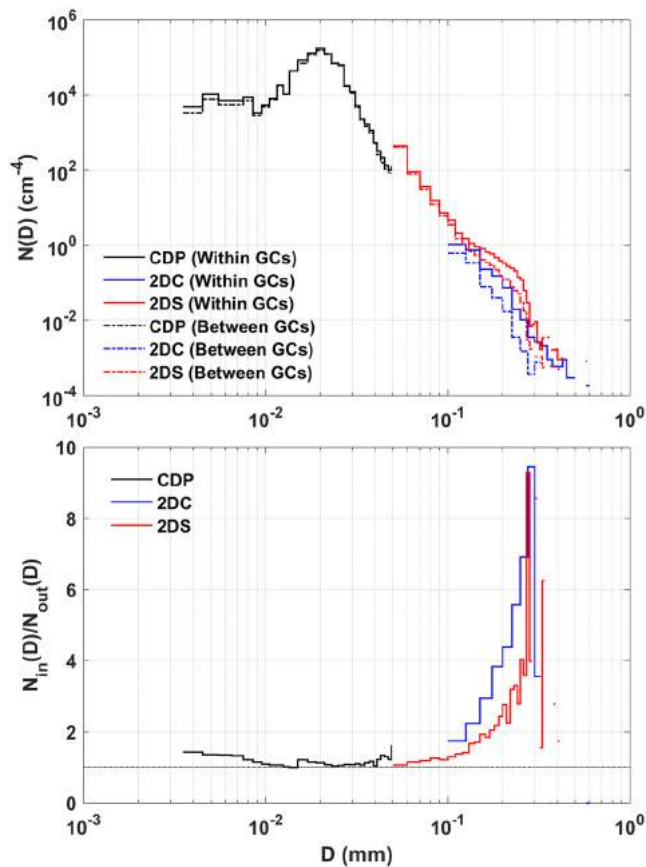 10^6
10^4
10^2
10^0
10^-2
10^-4
N(D) (cm^-4)
CDP (Within GCs)
2DC (Within GCs)
2DS (Within GCs)
CDP (Between GCs)
2DC (Between GCs)
2DS (Between GCs)
10^-3 10^-2 10^-1 10^0
10
8
6
4
2
0
N_in(D)/N_out(D)
CDP
2DC
2DS
10^-3 10^-2 10^-1 10^0
D (mm)